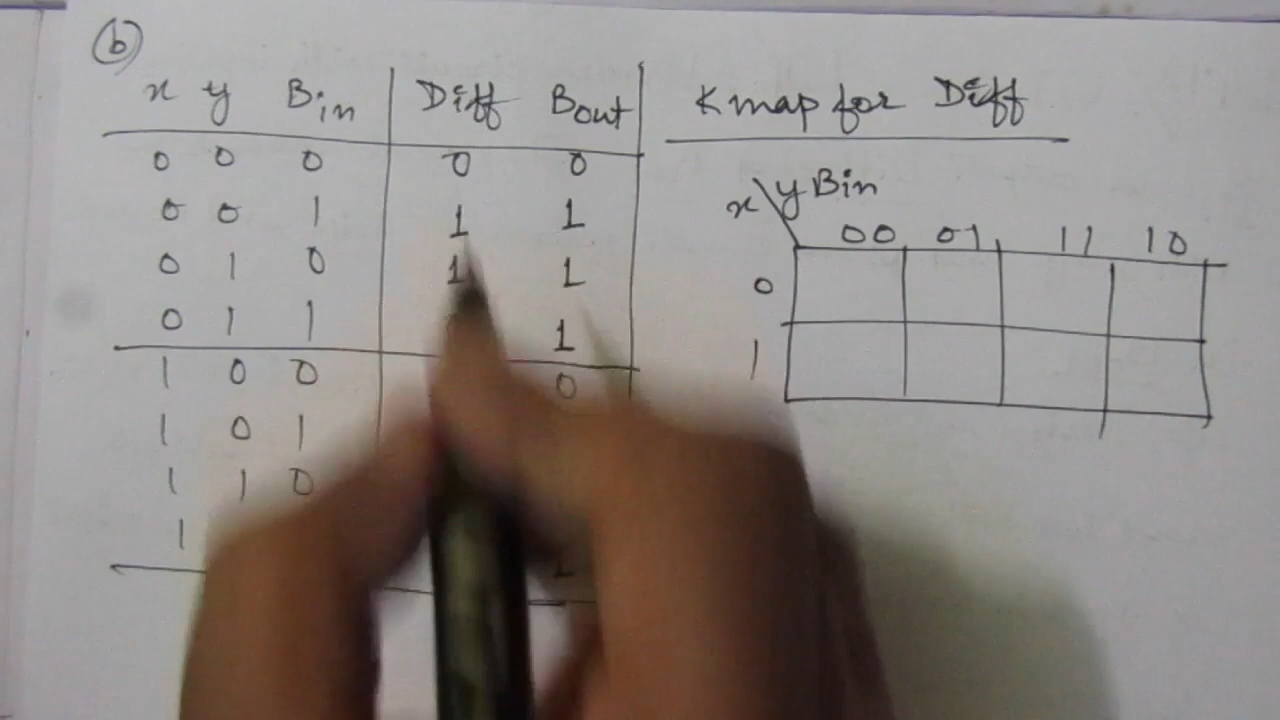 (b)
x y Bin Diff Bout
0 0 0 0 0
0 0 1 1 1
0 1 0 1 1
0 1 1 1
1 0 0 0
1 0 1
1 1 0
1 1
K map for Diff
x \ y Bin
00 01 11 10
0
1